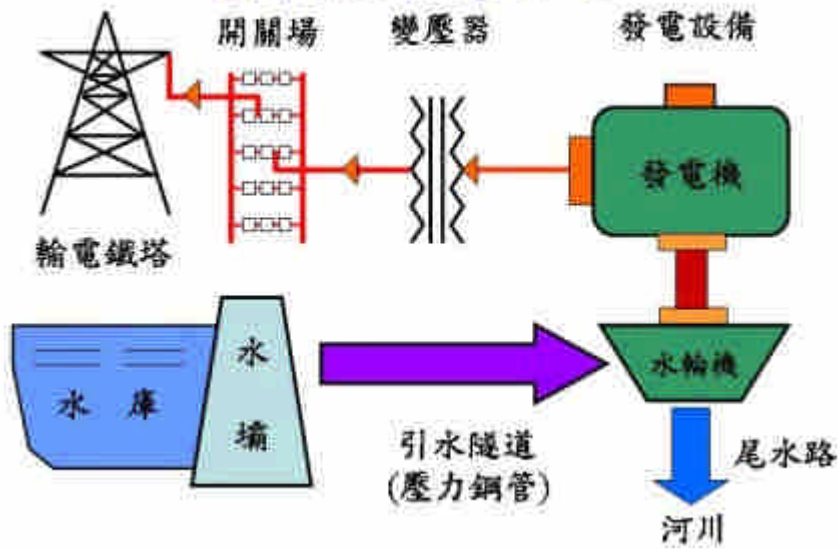 開關場
變壓器
發電設備
發電機
輸電鐵塔
水庫
水壩
水輪機
引水隧道
(壓力鋼管)
尾水路
河川